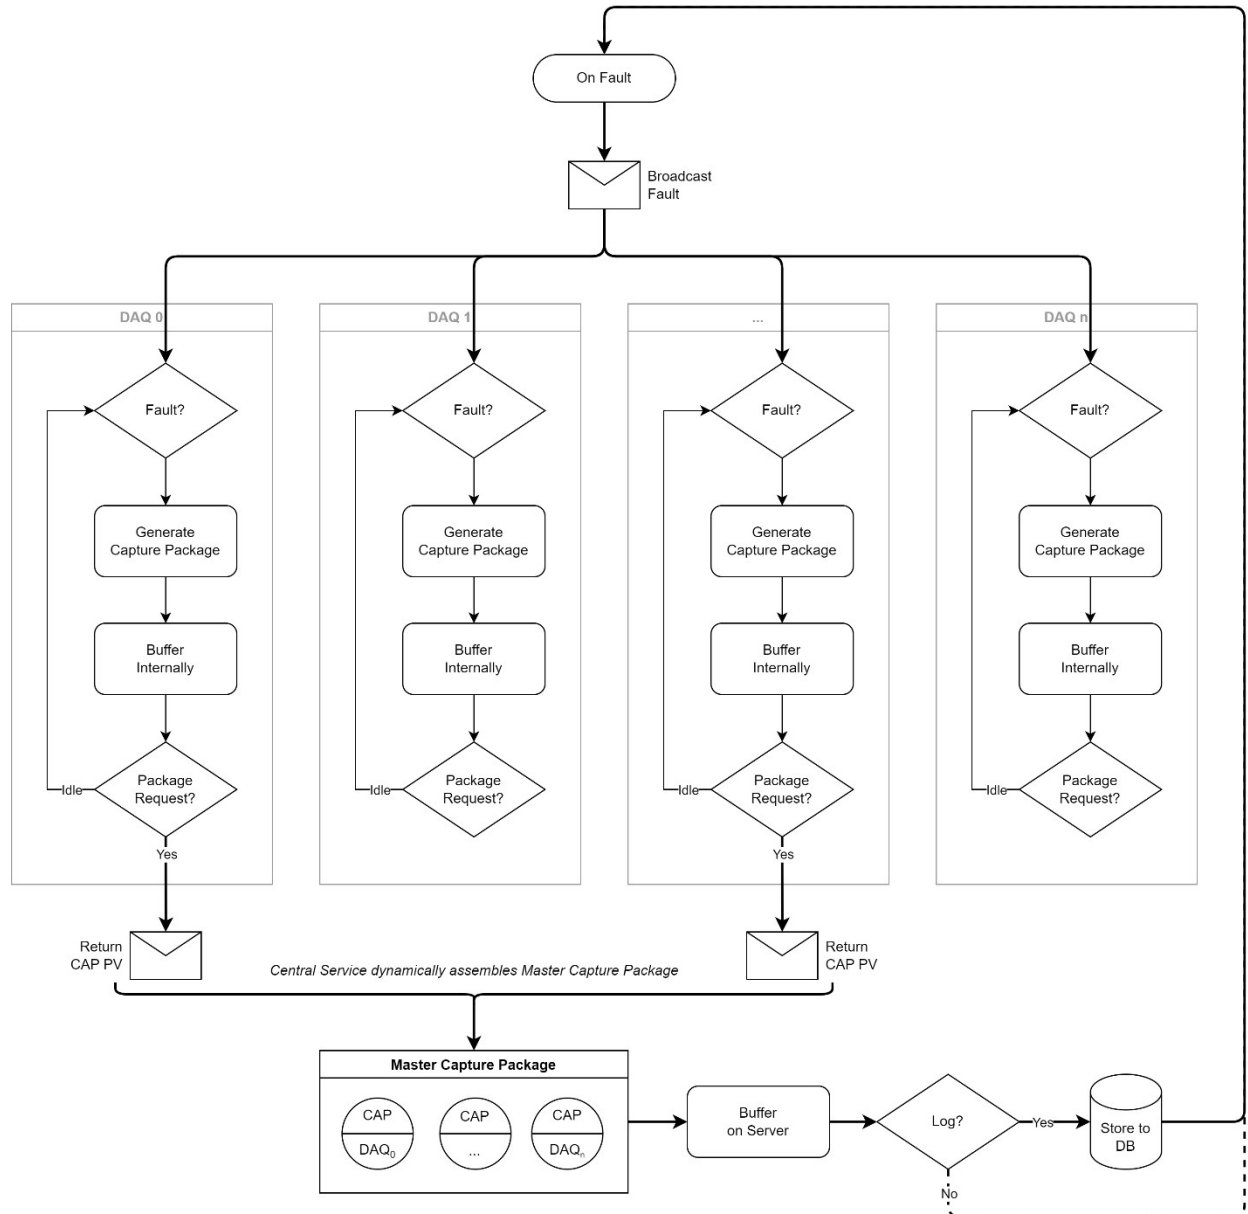 On Fault
Broadcast
Fault
DAQ 0
DAQ 1
...
DAQ n
Fault?
Fault?
Fault?
Fault?
Generate
Capture Package
Generate
Capture Package
Generate
Capture Package
Generate
Capture Package
Buffer
Internally
Buffer
Internally
Buffer
Internally
Buffer
Internally
Package
Request?
Package
Request?
Package
Request?
Package
Request?
Idle
Idle
Idle
Idle
Yes
Yes
Return
CAP PV
Return
CAP PV
Central Service dynamically assembles Master Capture Package
Master Capture Package
CAP
DAQ0
CAP
...
CAP
DAQn
Buffer
on Server
Log?
Yes
No
Store to
DB